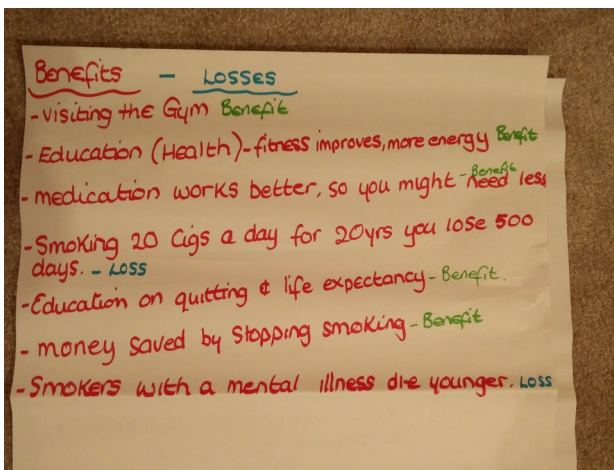 Benefits - Losses
- visiting the Gym Benefit
- Education (Health) - fitness improves, more energy Benefit
- medication works better, so you might need less - Benefit
- Smoking 20 Cigs a day for 20yrs you lose 500
days. - Loss
- Education on quitting & life expectancy - Benefit.
- money saved by Stopping smoking - Benefit
- Smokers with a mental illness die younger. Loss